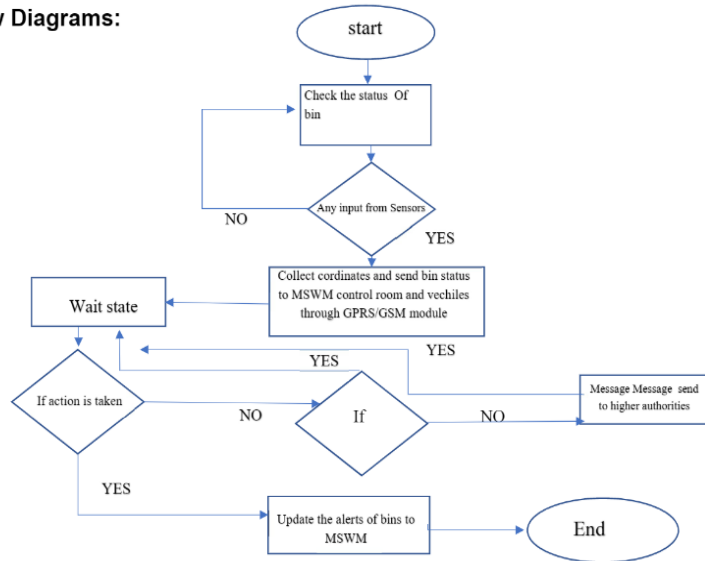 w Diagrams:
start
Check the status Of
bin
Any input from Sensors
NO
YES
Collect cordinates and send bin status
to MSWM control room and vechiles
through GPRS/GSM module
Wait state
YES
YES
If action is taken
NO
If
NO
Message Message send
to higher authorities
YES
Update the alerts of bins to
MSWM
End